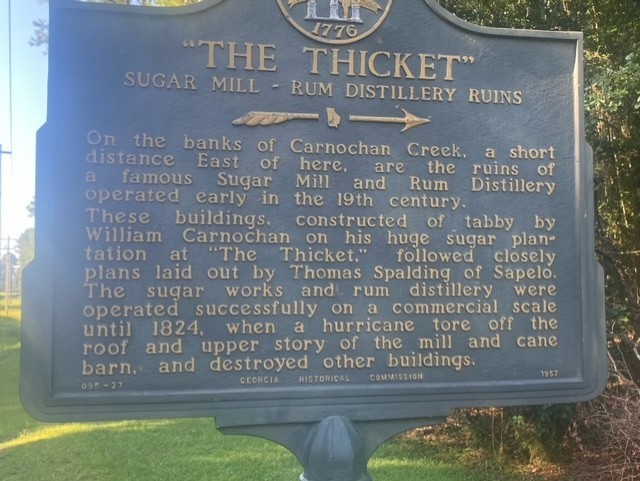 1776
"THE THICKET"
SUGAR MILL - RUM DISTILLERY RUINS
On the banks of Carnochan Creek, a short
distance East of here, are the ruins of
a famous Sugar Mill and Rum Distillery
operated early in the 19th century.
These buildings, constructed of tabby by
William Carnochan on his huge sugar plan-
tation at "The Thicket," followed closely
plans laid out by Thomas Spalding of Sapelo.
The sugar works and rum distillery were
operated successfully on a commercial scale
until 1824, when a hurricane tore off the
roof and upper story of the mill and cane
barn, and destroyed other buildings.
095-27 GEORGIA HISTORICAL COMMISSION 1957